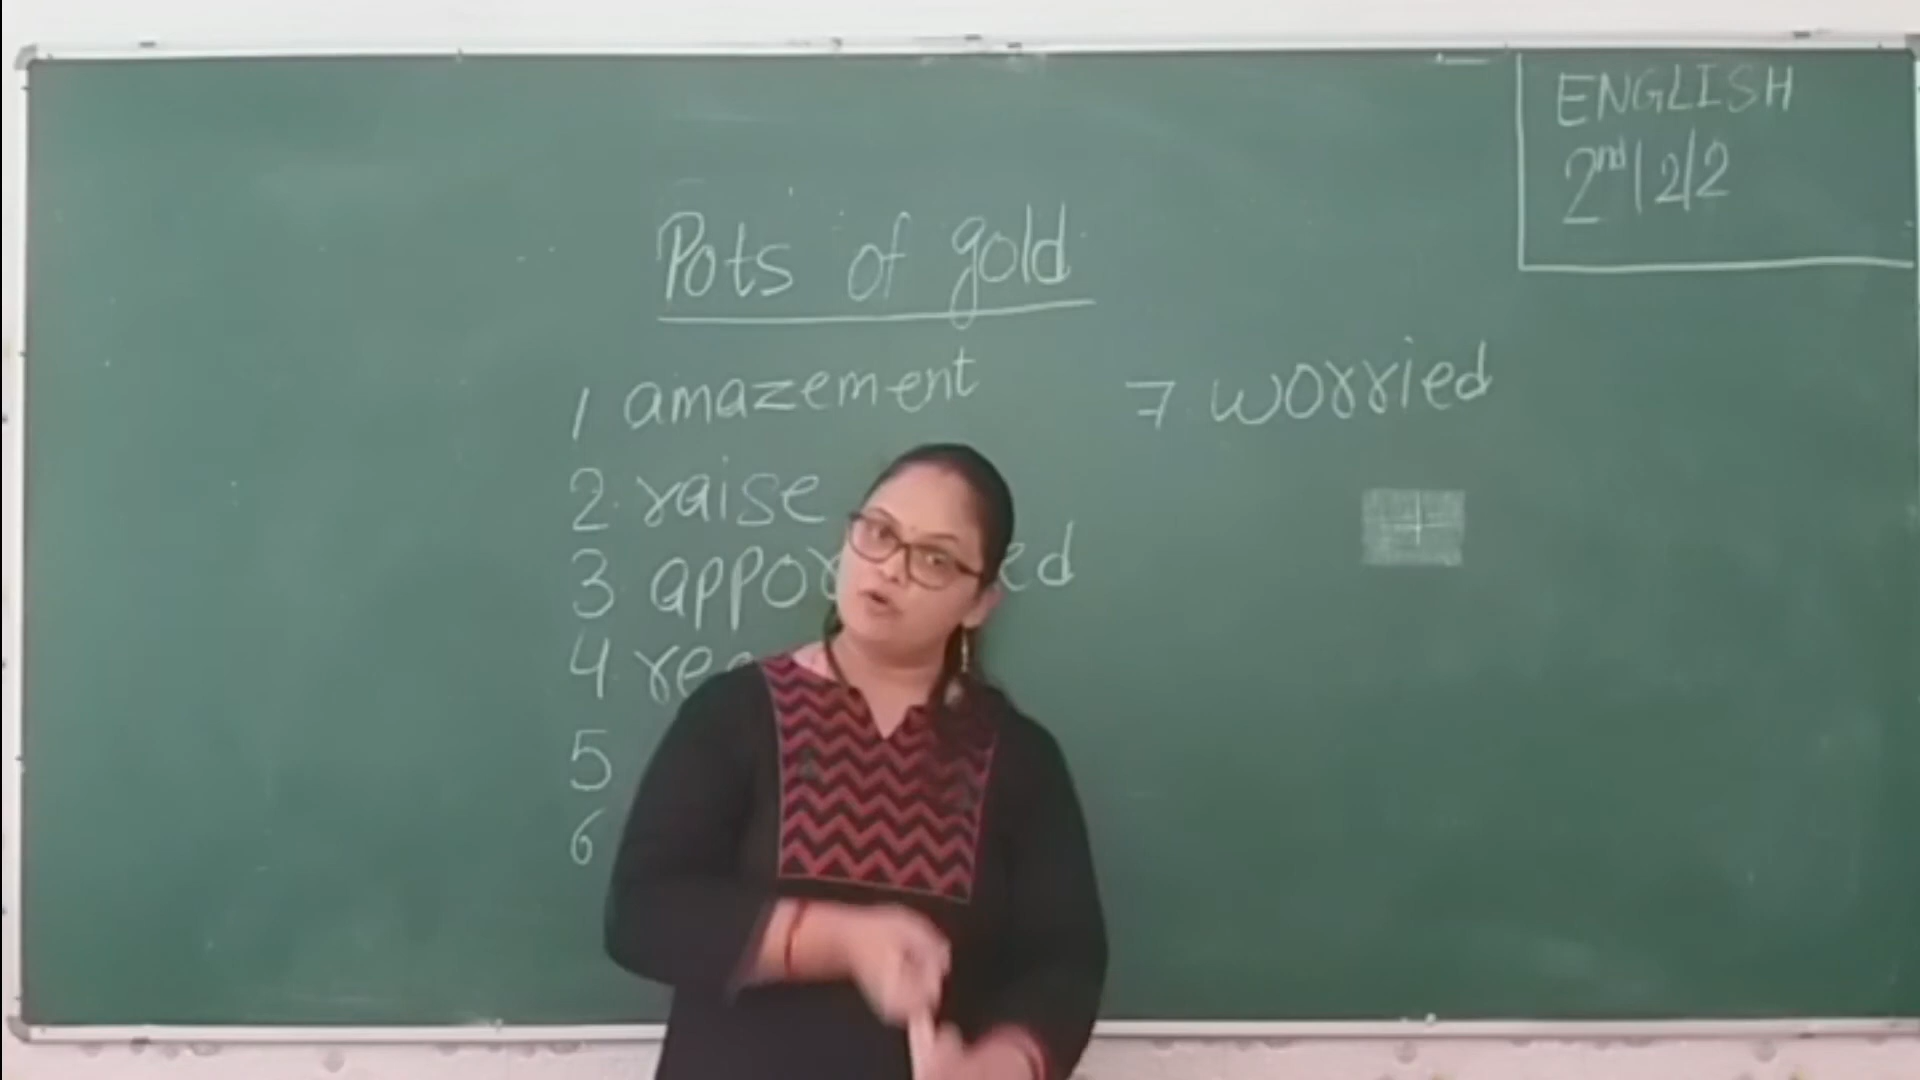 ENGLISH
2nd/2/2
Pots of gold
1 amazement
2. raise
3
4
5
6
7. worried